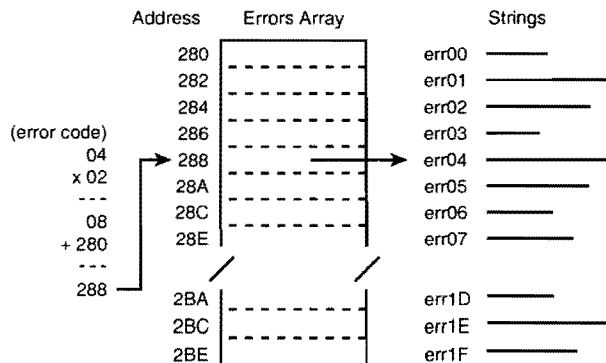 Address Errors Array Strings
280 err00
282 err01
284 err02
(error code) 286 err03
04 288 err04
x 02 28A err05
08 28C err06
+ 280 28E err07
288
2BA err1D
2BC err1E
2BE err1F